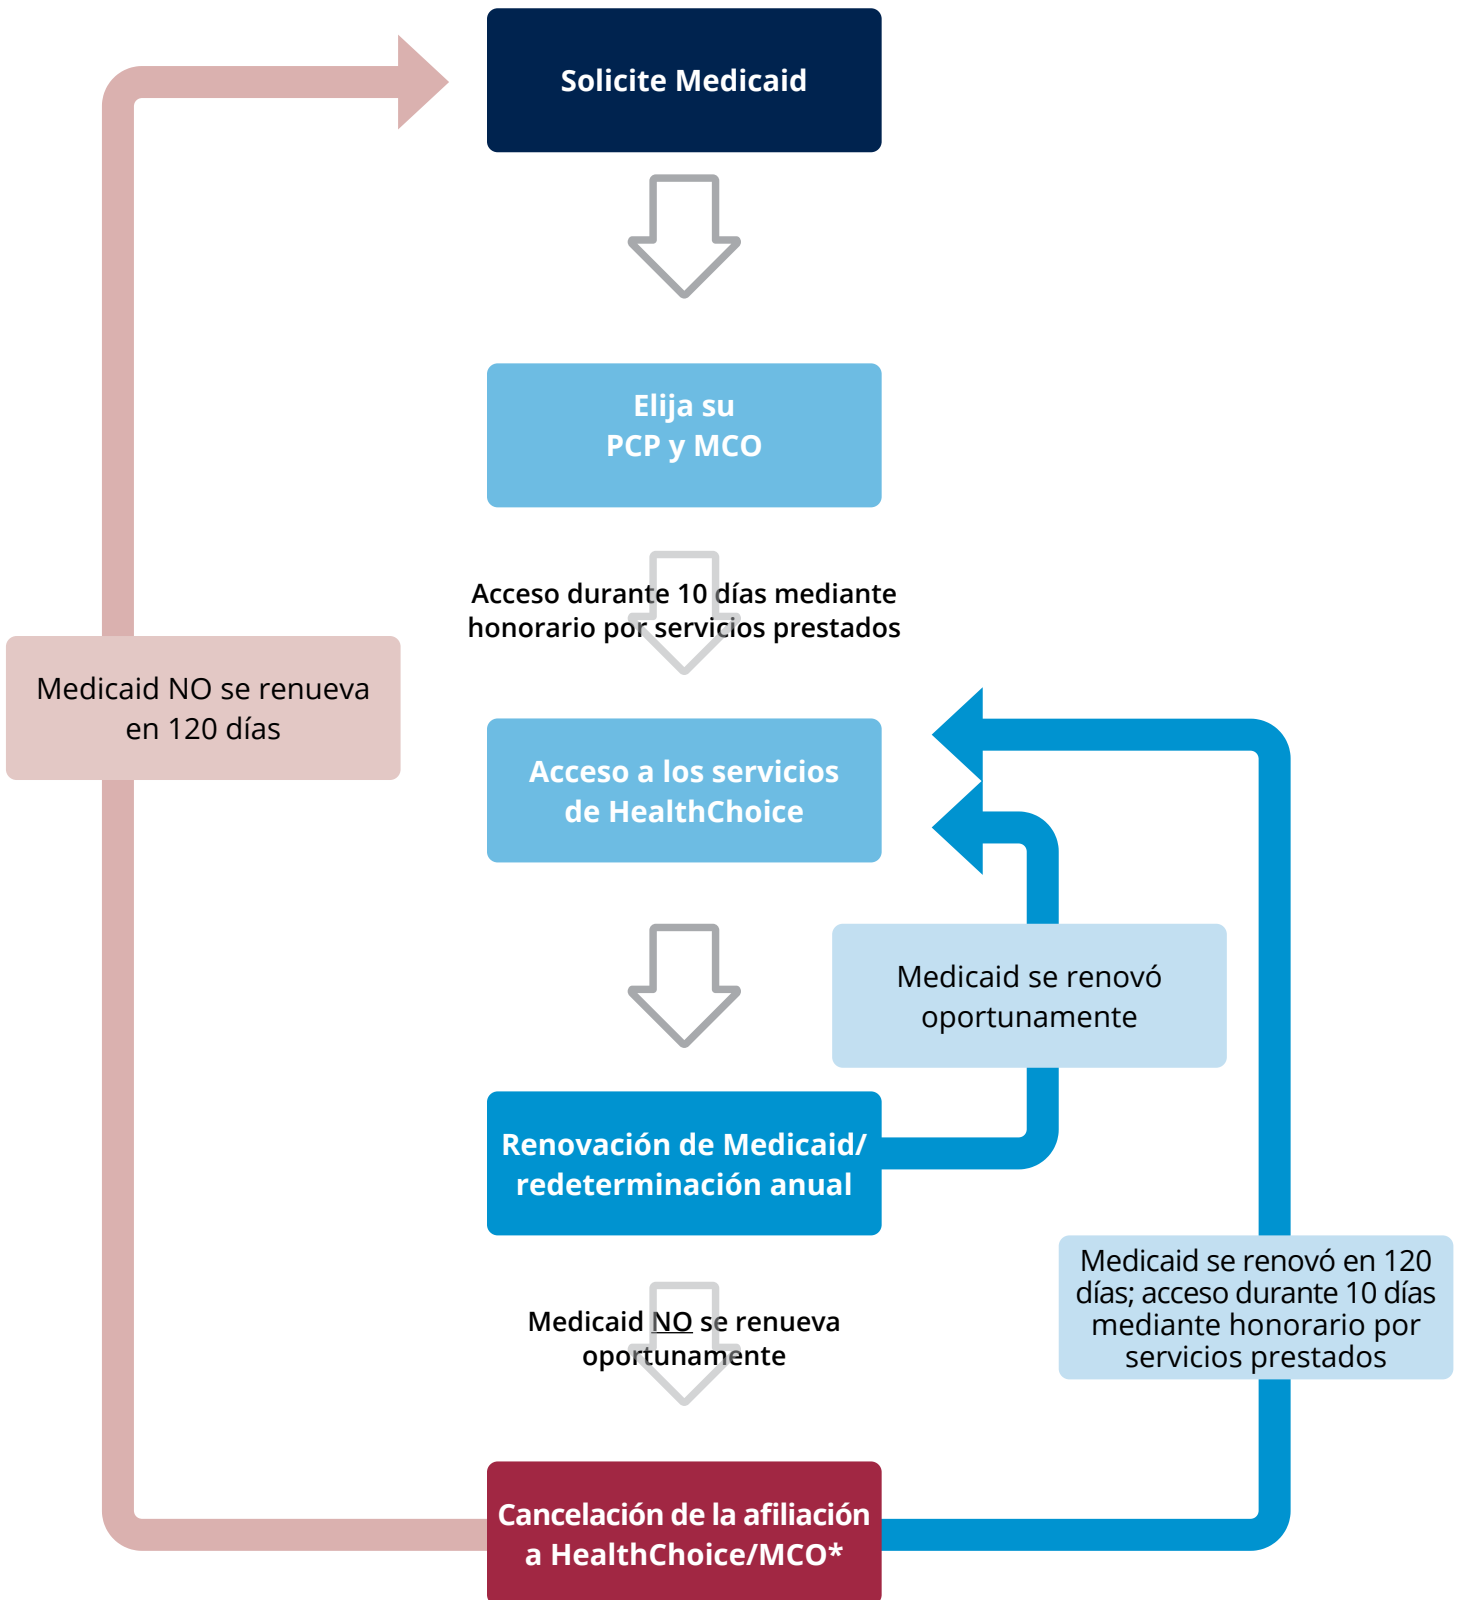 Solicite Medicaid
Elija su
PCP y MCO
Acceso durante 10 días mediante
honorario por servicios prestados
Medicaid NO se renueva
en 120 días
Acceso a los servicios
de HealthChoice
Medicaid se renovó
oportunamente
Renovación de Medicaid/
redeterminación anual
Medicaid se renovó en 120
días; acceso durante 10 días
mediante honorario por
servicios prestados
Medicaid NO se renueva
oportunamente
Cancelación de la afiliación
a HealthChoice/MCO*